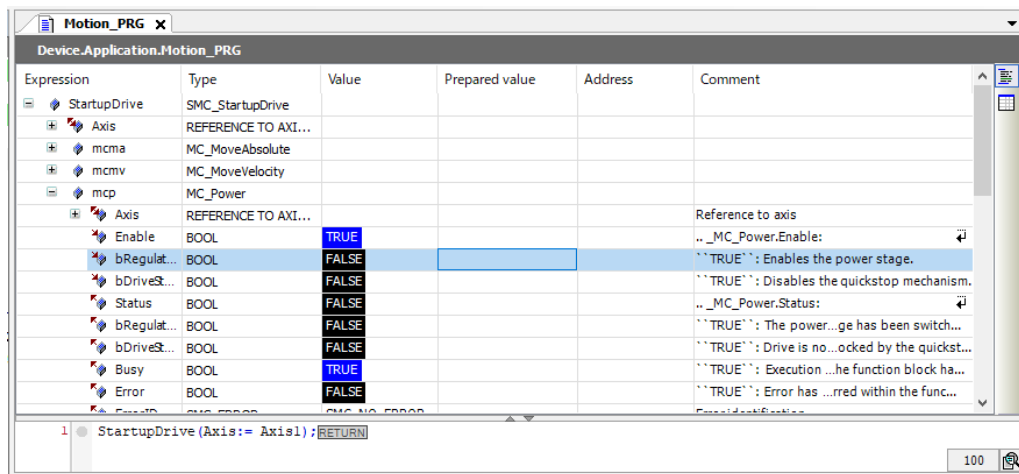 Motion_PRG X
Device.Application.Motion_PRG
Expression Type Value Prepared value Address Comment
StartupDrive SMC_StartupDrive
Axis REFERENCE TO AXI...
mcma MC_MoveAbsolute
mcmv MC_MoveVelocity
mcp MC_Power
Axis REFERENCE TO AXI... Reference to axis
Enable BOOL TRUE .. _MC_Power.Enable:
bRegulat... BOOL FALSE ``TRUE``: Enables the power stage.
bDriveSt... BOOL FALSE ``TRUE``: Disables the quickstop mechanism.
Status BOOL FALSE .. _MC_Power.Status:
bRegulat... BOOL FALSE ``TRUE``: The power...ge has been switch...
bDriveSt... BOOL FALSE ``TRUE``: Drive is no...ocked by the quickst...
Busy BOOL TRUE ``TRUE``: Execution ...he function block ha...
Error BOOL FALSE ``TRUE``: Error has ...rred within the func...
ErrorID SMC_ERROR SMC_NO_ERROR Error identification
1 StartupDrive(Axis:= Axis1);RETURN
100